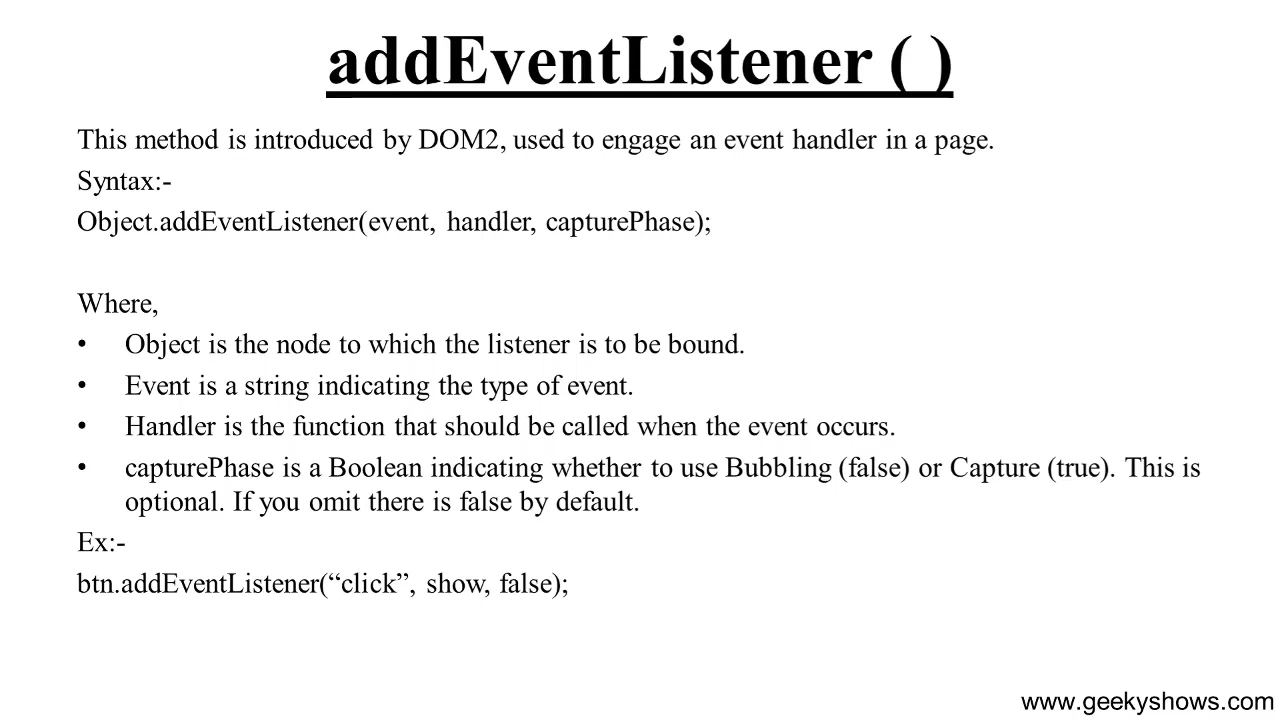 addEventListener ( )
This method is introduced by DOM2, used to engage an event handler in a page.
Syntax:-
Object.addEventListener(event, handler, capturePhase);
Where,
• Object is the node to which the listener is to be bound.
• Event is a string indicating the type of event.
• Handler is the function that should be called when the event occurs.
• capturePhase is a Boolean indicating whether to use Bubbling (false) or Capture (true). This is
optional. If you omit there is false by default.
Ex:-
btn.addEventListener(“click”, show, false);
www.geekyshows.com